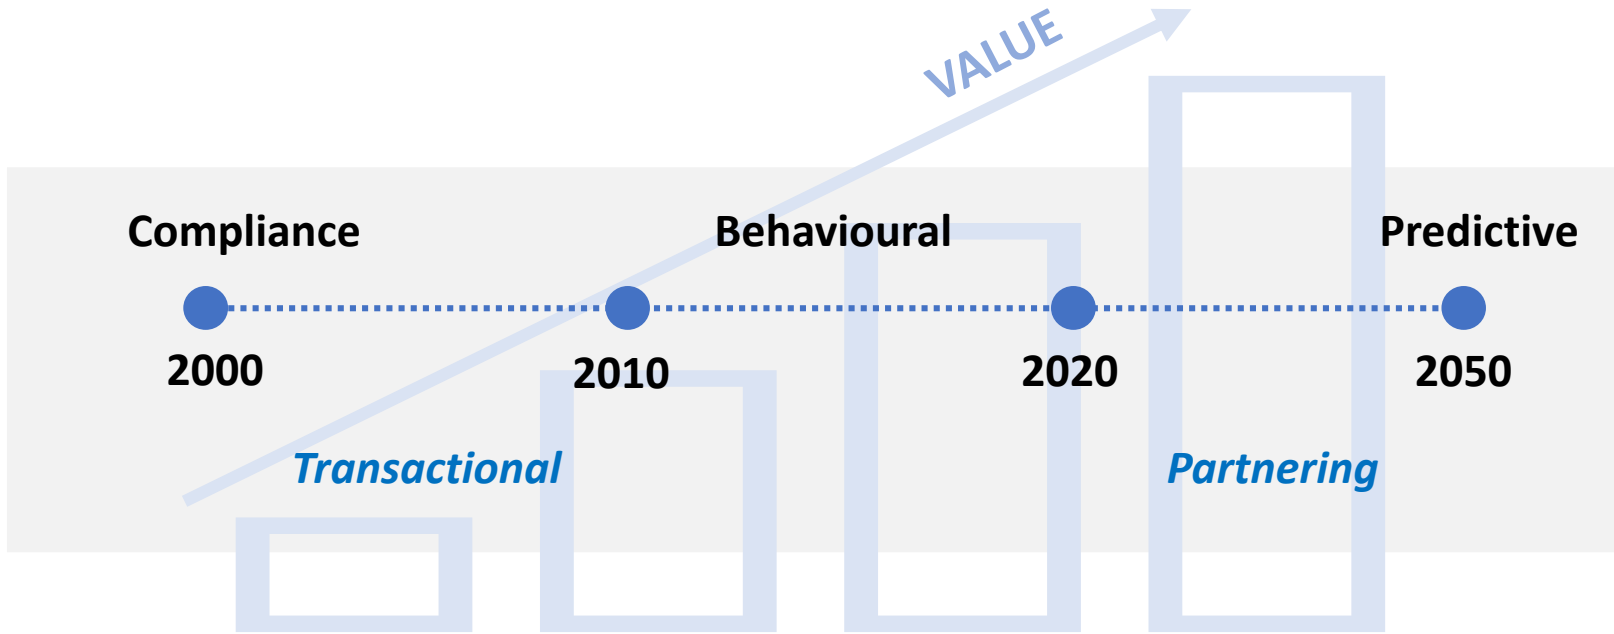 VALUE
Compliance Behavioural Predictive
2000 2010 2020 2050
Transactional Partnering